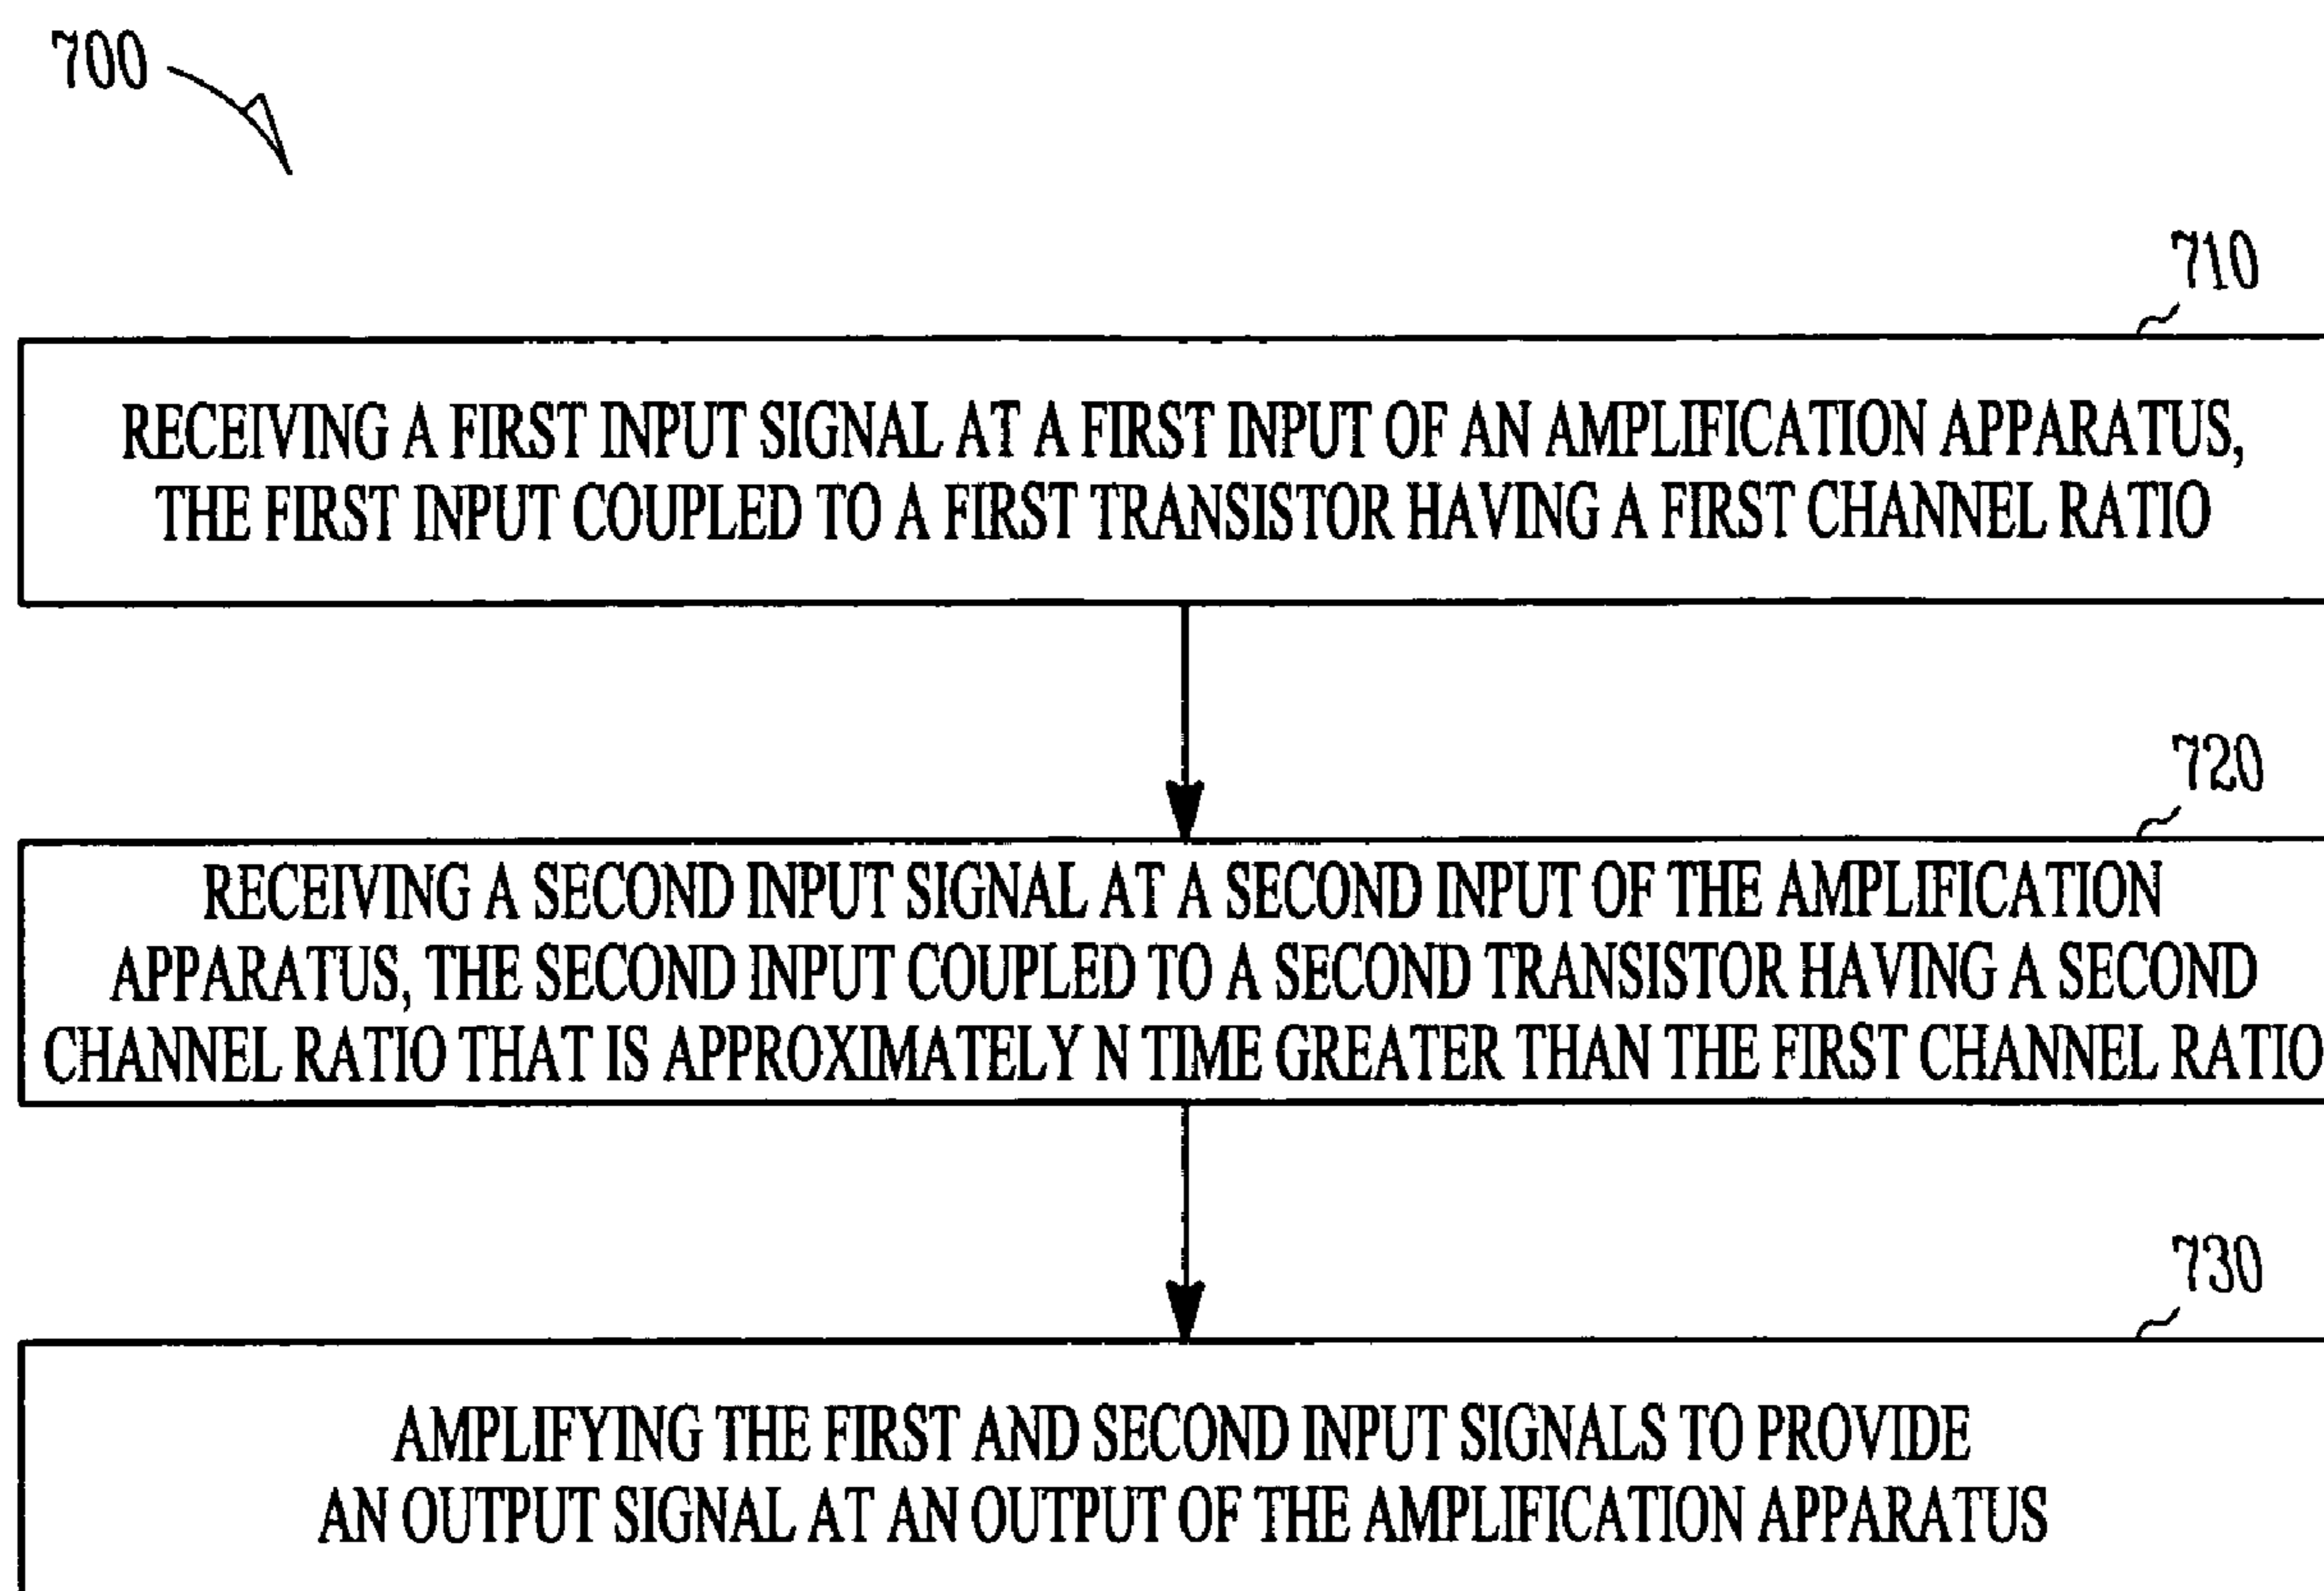 700
710
RECEIVING A FIRST INPUT SIGNAL AT A FIRST INPUT OF AN AMPLIFICATION APPARATUS,
THE FIRST INPUT COUPLED TO A FIRST TRANSISTOR HAVING A FIRST CHANNEL RATIO
720
RECEIVING A SECOND INPUT SIGNAL AT A SECOND INPUT OF THE AMPLIFICATION
APPARATUS, THE SECOND INPUT COUPLED TO A SECOND TRANSISTOR HAVING A SECOND
CHANNEL RATIO THAT IS APPROXIMATELY N TIME GREATER THAN THE FIRST CHANNEL RATIO
730
AMPLIFYING THE FIRST AND SECOND INPUT SIGNALS TO PROVIDE
AN OUTPUT SIGNAL AT AN OUTPUT OF THE AMPLIFICATION APPARATUS